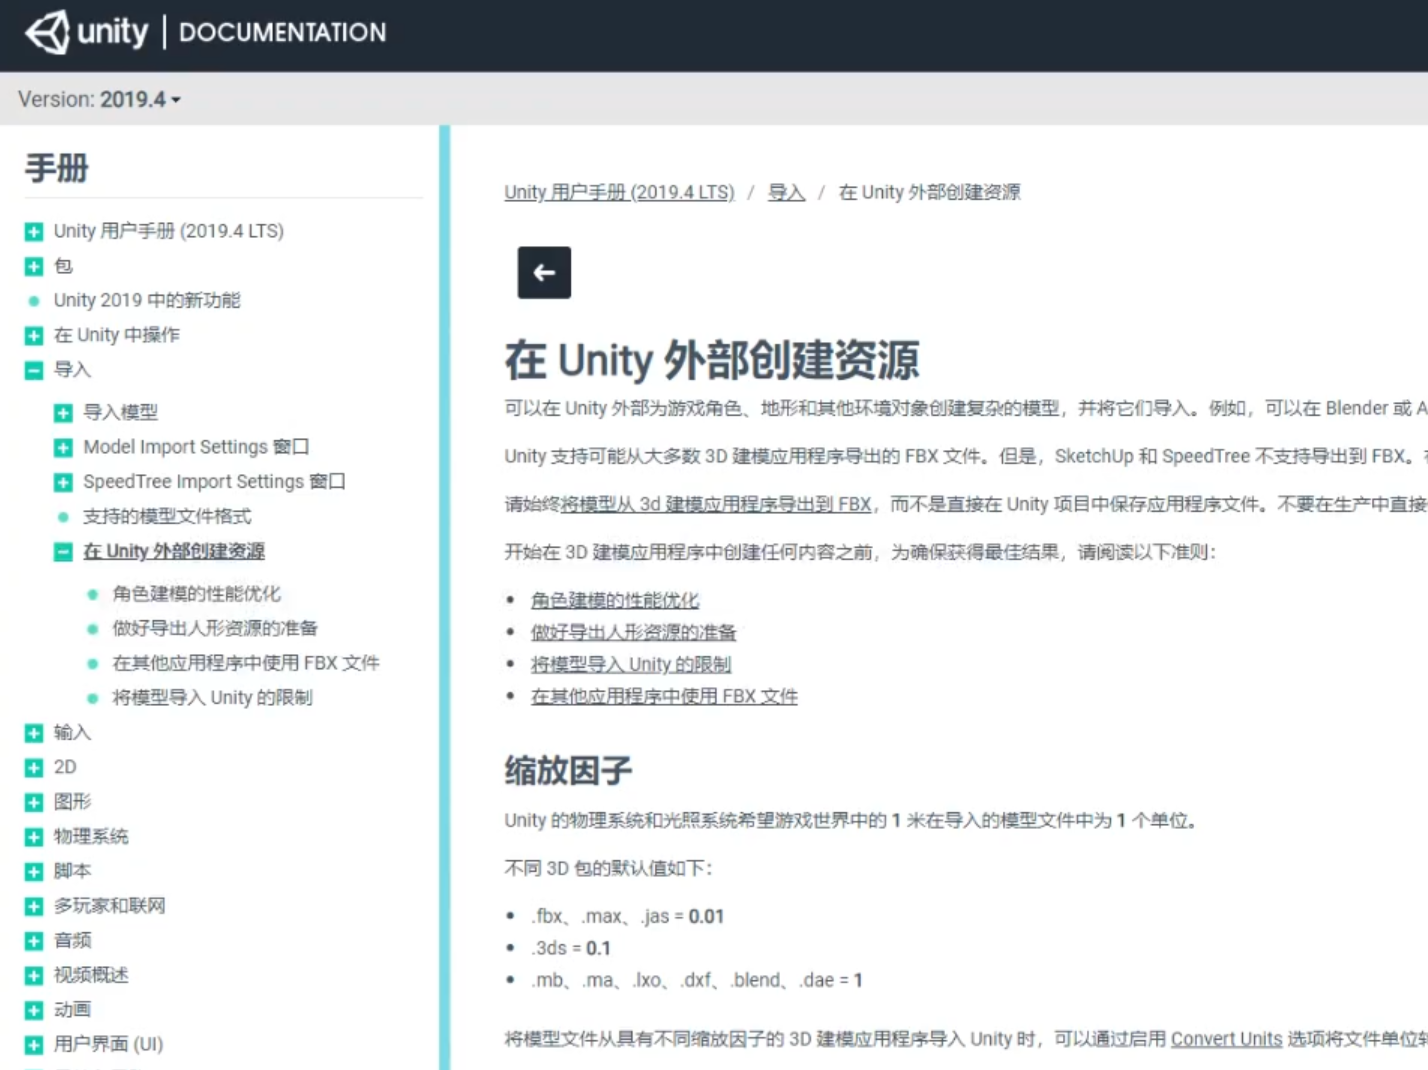 unity | DOCUMENTATION
Version: 2019.4
手册
Unity 用户手册 (2019.4 LTS)
包
Unity 2019 中的新功能
在 Unity 中操作
导入
导入模型
Model Import Settings 窗口
SpeedTree Import Settings 窗口
支持的模型文件格式
在 Unity 外部创建资源
角色建模的性能优化
做好导出人形资源的准备
在其他应用程序中使用 FBX 文件
将模型导入 Unity 的限制
输入
2D
图形
物理系统
脚本
多玩家和联网
音频
视频概述
动画
用户界面 (UI)
Unity 用户手册 (2019.4 LTS) / 导入 / 在 Unity 外部创建资源
在 Unity 外部创建资源
可以在 Unity 外部为游戏角色、地形和其他环境对象创建复杂的模型，并将它们导入。例如，可以在 Blender 或 A
Unity 支持可能从大多数 3D 建模应用程序导出的 FBX 文件。但是，SketchUp 和 SpeedTree 不支持导出到 FBX。
请始终将模型从 3d 建模应用程序导出到 FBX，而不是直接在 Unity 项目中保存应用程序文件。不要在生产中直接
开始在 3D 建模应用程序中创建任何内容之前，为确保获得最佳结果，请阅读以下准则：
• 角色建模的性能优化
• 做好导出人形资源的准备
• 将模型导入 Unity 的限制
• 在其他应用程序中使用 FBX 文件
缩放因子
Unity 的物理系统和光照系统希望游戏世界中的 1 米在导入的模型文件中为 1 个单位。
不同 3D 包的默认值如下：
• .fbx、.max、.jas = 0.01
• .3ds = 0.1
• .mb、.ma、.lxo、.dxf、.blend、.dae = 1
将模型文件从具有不同缩放因子的 3D 建模应用程序导入 Unity 时，可以通过启用 Convert Units 选项将文件单位转